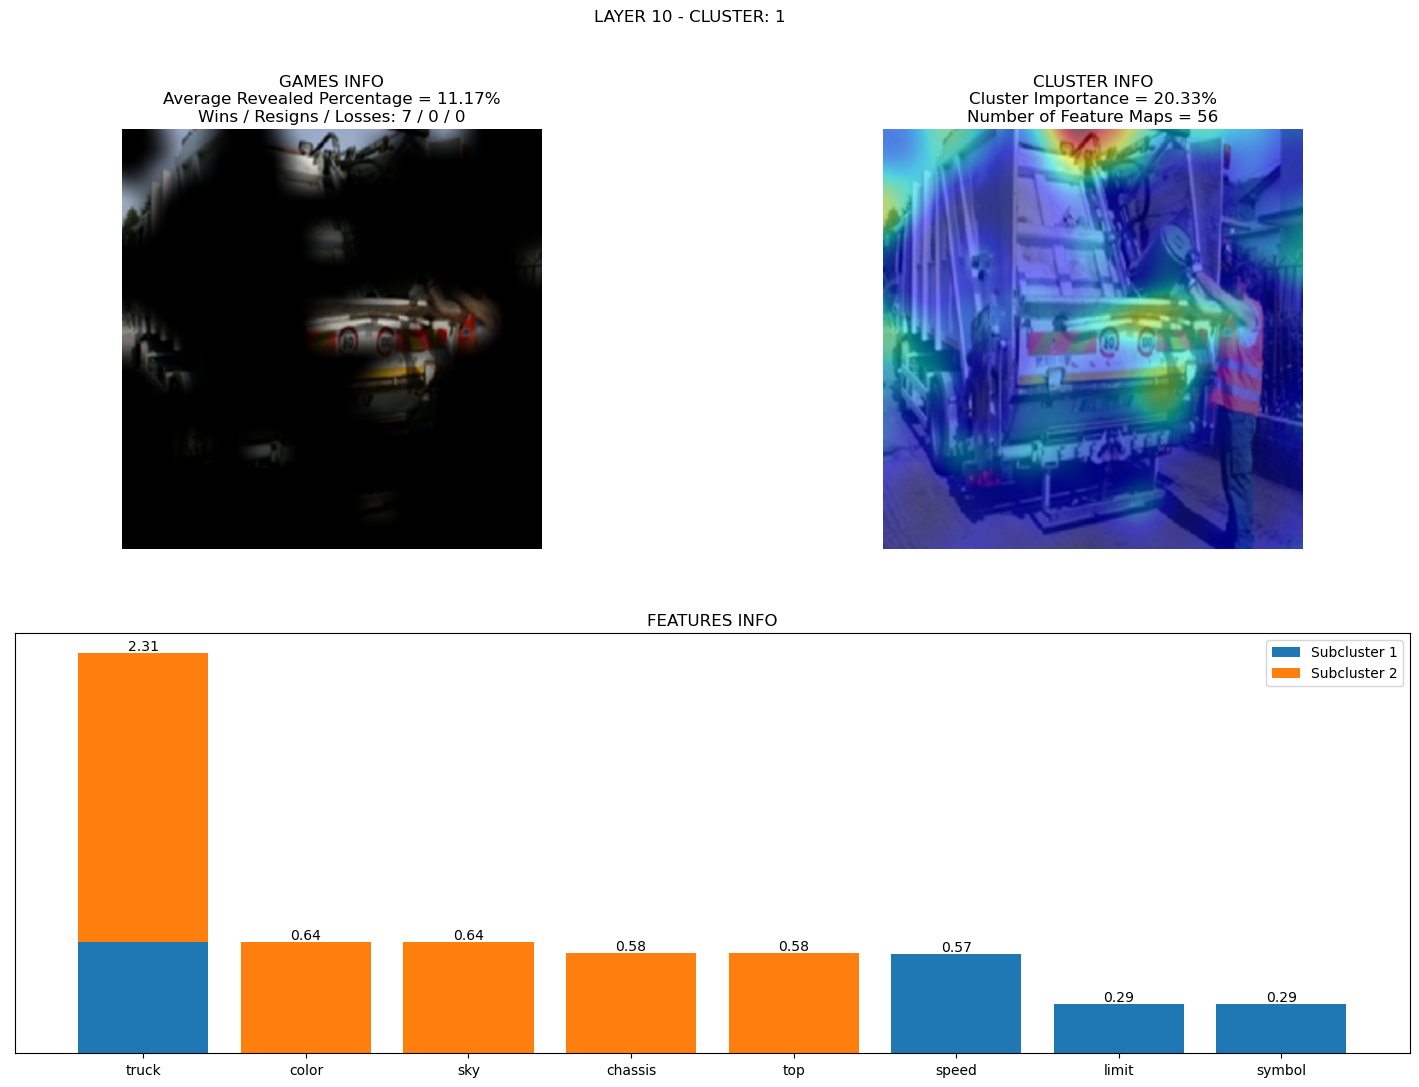 LAYER 10 - CLUSTER: 1
GAMES INFO
Average Revealed Percentage = 11.17%
Wins / Resigns / Losses: 7 / 0 / 0
CLUSTER INFO
Cluster Importance = 20.33%
Number of Feature Maps = 56
FEATURES INFO
2.31
0.64
0.64
0.58
0.58
0.57
0.29
0.29
Subcluster 1
Subcluster 2
truck
color
sky
chassis
top
speed
limit
symbol